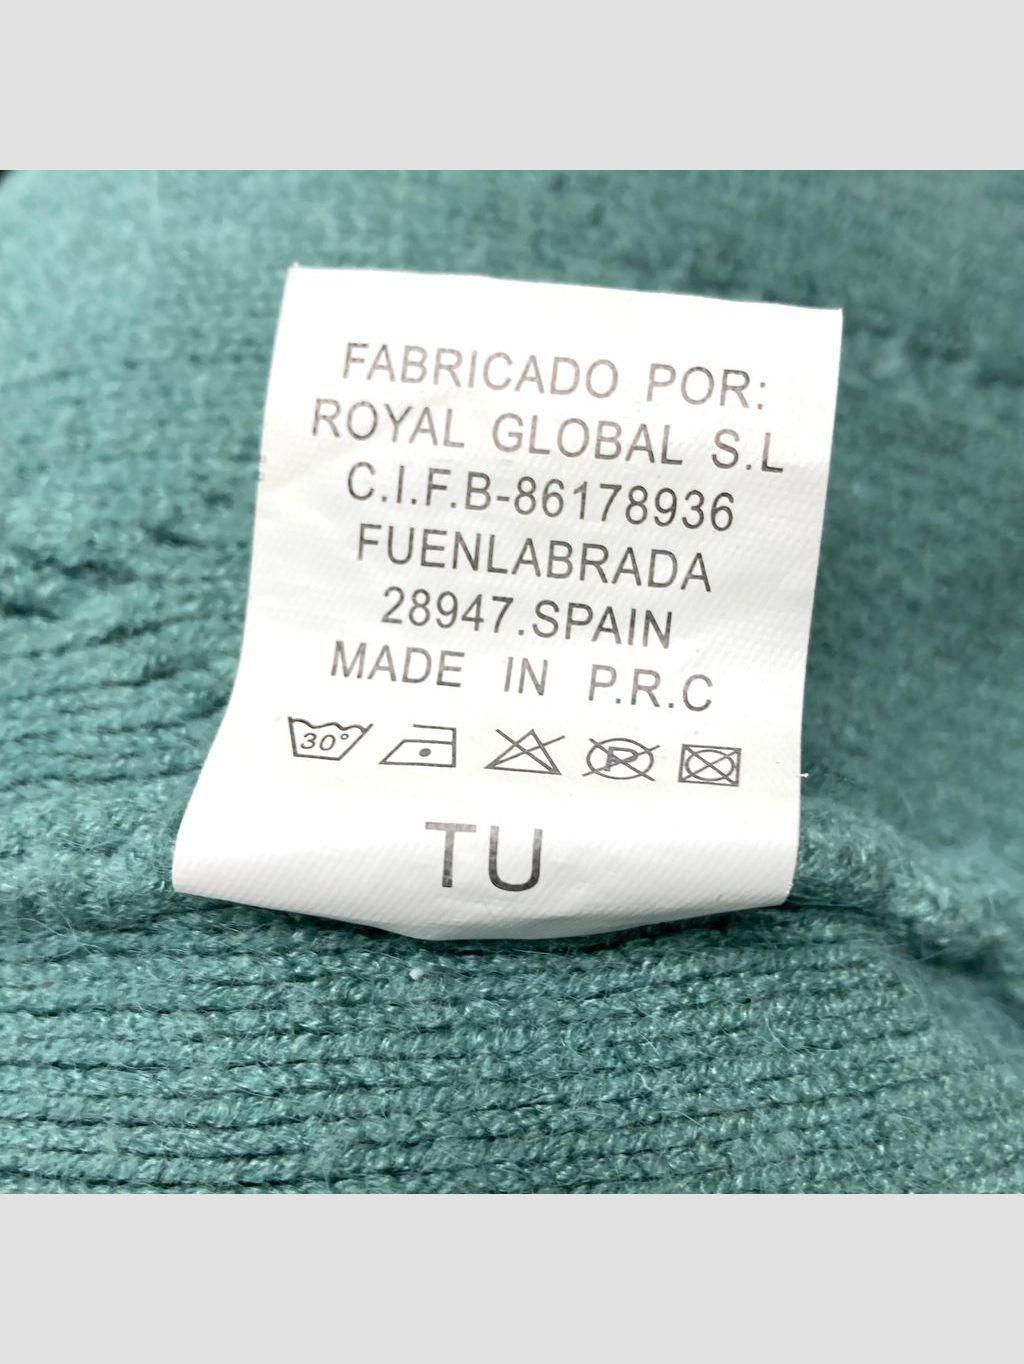 FABRICADO POR:
ROYAL GLOBAL S.L
C.I.F.B-86178936
FUENLABRADA
28947.SPAIN
MADE IN P.R.C
30° P
TU